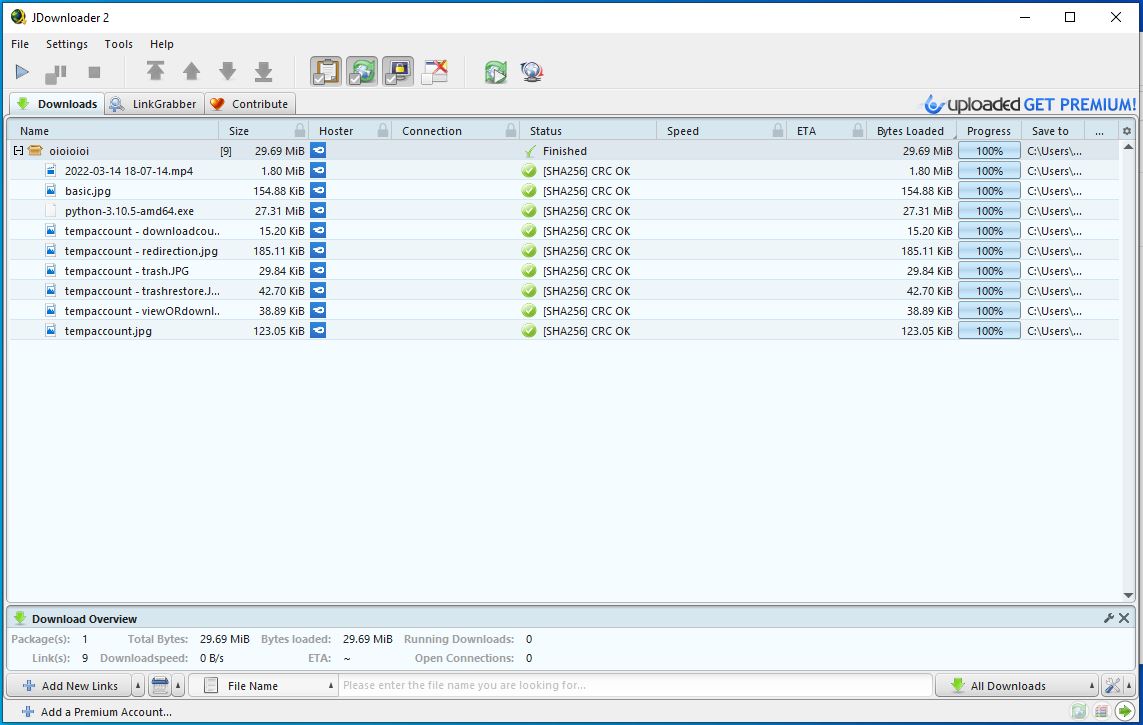 JDownloader 2
File Settings Tools Help
Downloads LinkGrabber Contribute uploaded GET PREMIUM!
Name Size Hoster Connection Status Speed ETA Bytes Loaded Progress Save to ...
oioioioi [9] 29.69 MiB Finished 29.69 MiB 100% C:\Users\...
2022-03-14 18-07-14.mp4 1.80 MiB [SHA256] CRC OK 1.80 MiB 100% C:\Users\...
basic.jpg 154.88 KiB [SHA256] CRC OK 154.88 KiB 100% C:\Users\...
python-3.10.5-amd64.exe 27.31 MiB [SHA256] CRC OK 27.31 MiB 100% C:\Users\...
tempaccount - downloadcou.. 15.20 KiB [SHA256] CRC OK 15.20 KiB 100% C:\Users\...
tempaccount - redirection.jpg 185.11 KiB [SHA256] CRC OK 185.11 KiB 100% C:\Users\...
tempaccount - trash.JPG 29.84 KiB [SHA256] CRC OK 29.84 KiB 100% C:\Users\...
tempaccount - trashrestore.J... 42.70 KiB [SHA256] CRC OK 42.70 KiB 100% C:\Users\...
tempaccount - viewORdownl... 38.89 KiB [SHA256] CRC OK 38.89 KiB 100% C:\Users\...
tempaccount.jpg 123.05 KiB [SHA256] CRC OK 123.05 KiB 100% C:\Users\...
Download Overview
Package(s): 1 Total Bytes: 29.69 MiB Bytes loaded: 29.69 MiB Running Downloads: 0
Link(s): 9 Downloadspeed: 0 B/s ETA: ~ Open Connections: 0
Add New Links File Name Please enter the file name you are looking for... All Downloads
Add a Premium Account...